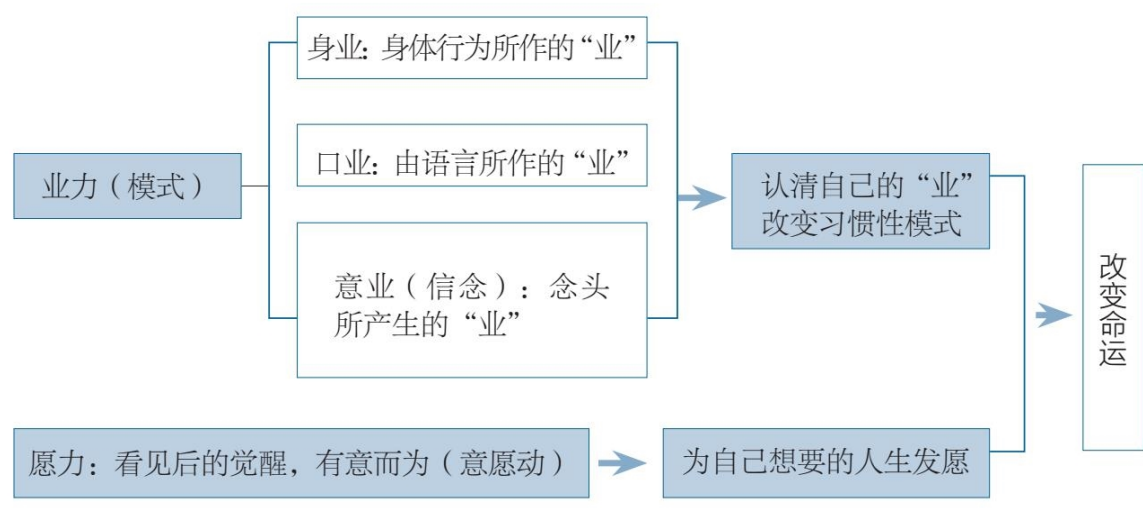 身业：身体行为所作的“业”
口业：由语言所作的“业”
业力（模式）
认清自己的“业”
改变习惯性模式
意业（信念）：念头
所产生的“业”
改变命运
愿力：看见后的觉醒，有意而为（意愿动）
为自己想要的人生发愿